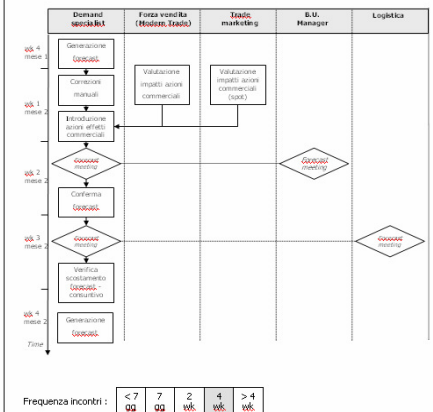 Demand
specialist
Forza vendita
(Modern Trade)
Trade
marketing
B.U.
Manager
Logistica
wk 4
mese 1
Generazione
forecast
Correzioni
manuali
Valutazione
impatti azioni
commerciali
Valutazione
impatti azioni
commerciali
(spot)
wk 1
mese 2
Introduzione
azioni effetti
commerciali
Forecast
meeting
Forecast
meeting
wk 2
mese 2
Conferma
forecast
wk 3
mese 2
Forecast
meeting
Forecast
meeting
Verifica
scostamento
forecast -
consuntivo
wk 4
mese 2
Generazione
forecast
Time
Frequenza incontri :
< 7
gg
7
gg
2
wk
4
wk
> 4
wk